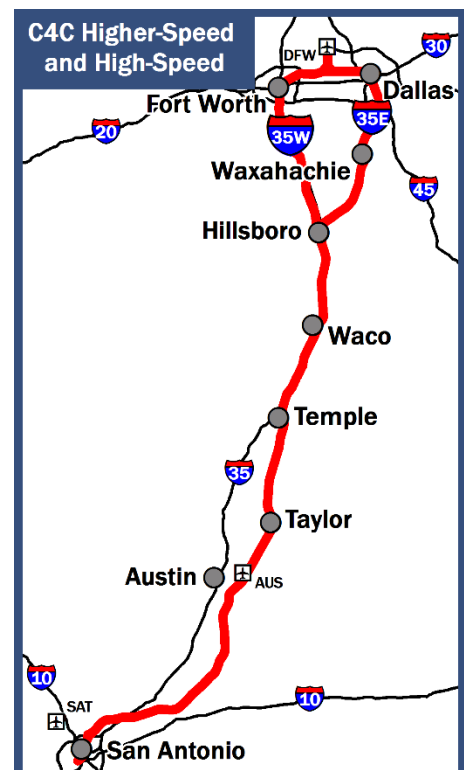 C4C Higher-Speed
and High-Speed
DFW
30
Fort Worth
Dallas
35W
35E
20
Waxahachie
45
Hillsboro
Waco
Temple
35
Taylor
Austin
AUS
10
SAT
10
San Antonio